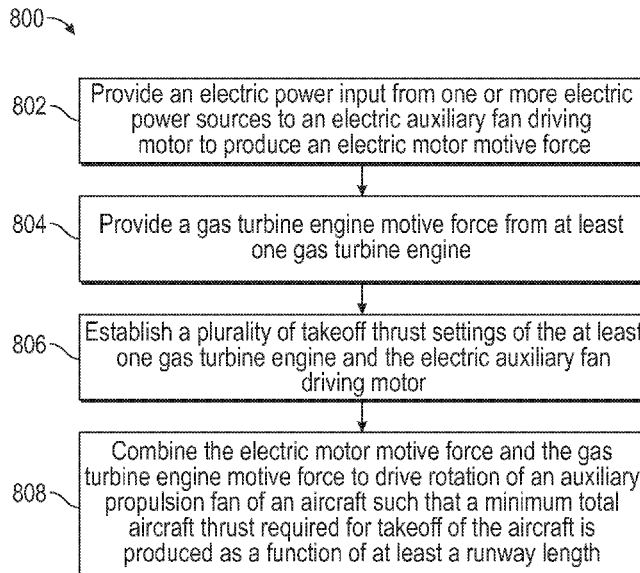 800
802
Provide an electric power input from one or more electric
power sources to an electric auxiliary fan driving
motor to produce an electric motor motive force
804
Provide a gas turbine engine motive force from at least
one gas turbine engine
806
Establish a plurality of takeoff thrust settings of the at least
one gas turbine engine and the electric auxiliary fan
driving motor
808
Combine the electric motor motive force and the gas
turbine engine motive force to drive rotation of an auxiliary
propulsion fan of an aircraft such that a minimum total
aircraft thrust required for takeoff of the aircraft is
produced as a function of at least a runway length